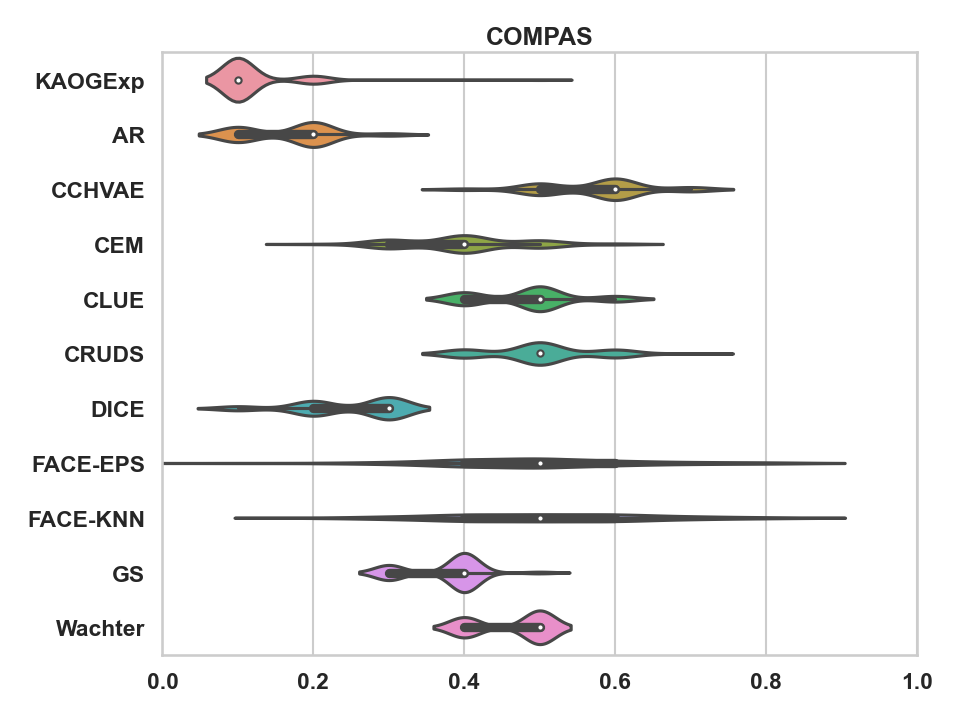 COMPAS
KAOGExp
AR
CCHVAE
CEM
CLUE
CRUDS
DICE
FACE-EPS
FACE-KNN
GS
Wachter
0.0 0.2 0.4 0.6 0.8 1.0